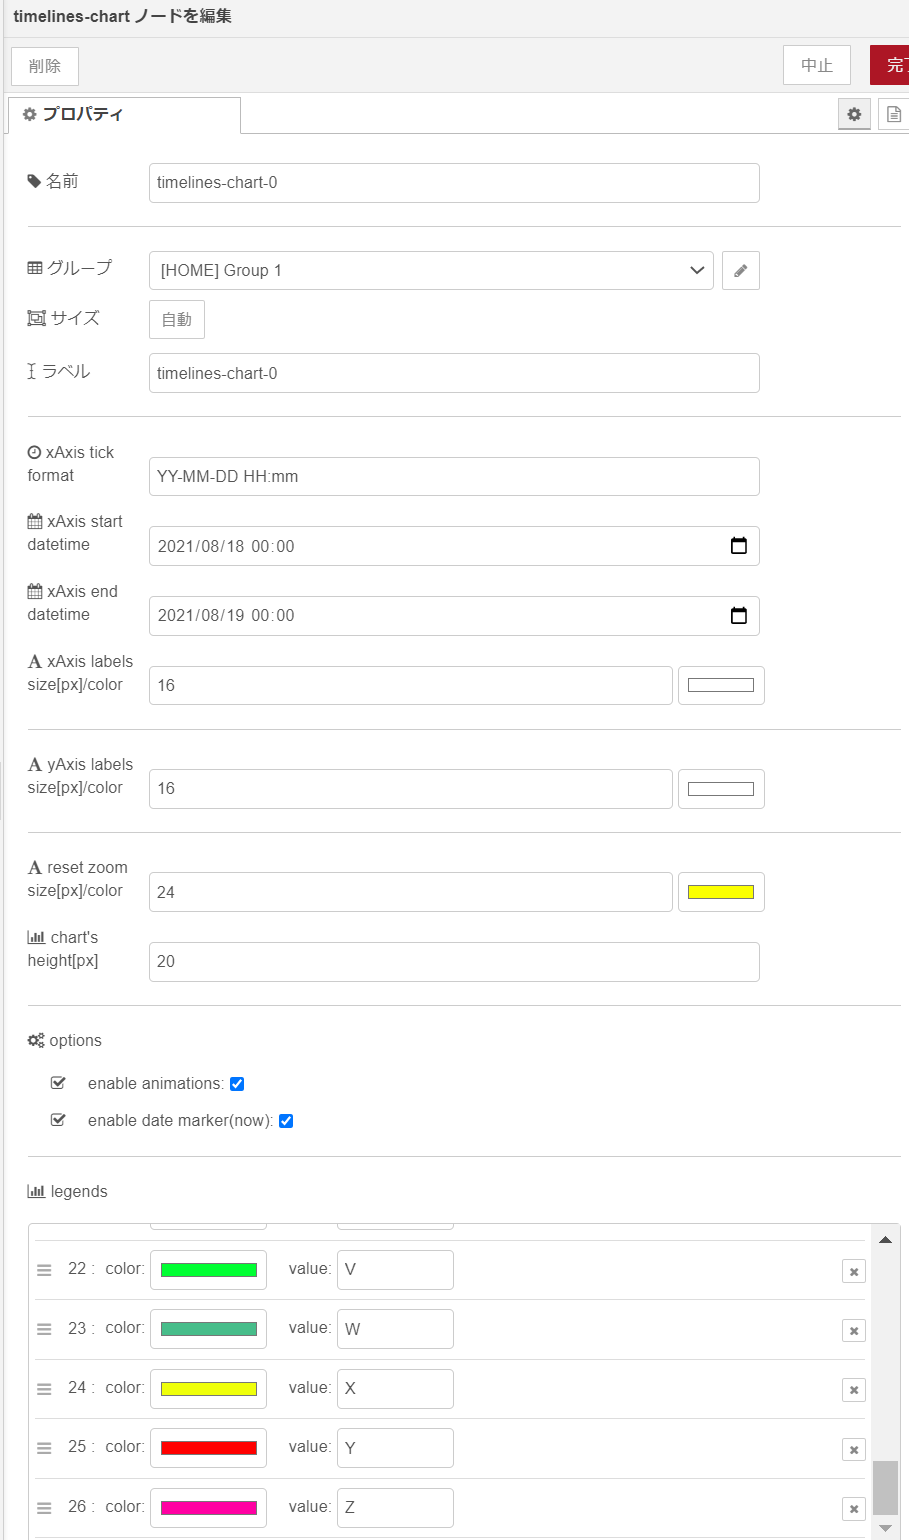 timelines-chart ノードを編集
削除
中止
完了
プロパティ
名前
timelines-chart-0
グループ
[HOME] Group 1
サイズ
自動
ラベル
timelines-chart-0
xAxis tick
format
YY-MM-DD HH:mm
xAxis start
datetime
2021/08/18 00:00
xAxis end
datetime
2021/08/19 00:00
xAxis labels
size[px]/color
16
yAxis labels
size[px]/color
16
reset zoom
size[px]/color
24
chart's
height[px]
20
options
enable animations:
enable date marker(now):
legends
22 : color: value: V
23 : color: value: W
24 : color: value: X
25 : color: value: Y
26 : color: value: Z